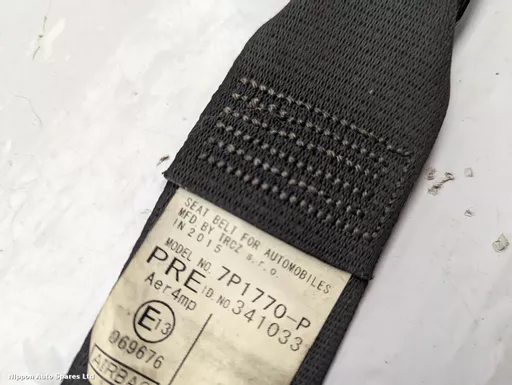 SEAT BELT FOR AUTOMOBILES
MFD BY TRCZ s.r.o.
IN 2015
MODEL NO. 7P1770-P
PRE ID.NO 341033
Aer4mp
E13
069676
AIRBAG
Nippon Auto Spares Ltd